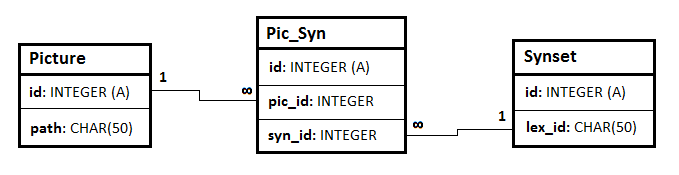 Picture
id: INTEGER (A)
path: CHAR(50)
1
∞
Pic_Syn
id: INTEGER (A)
pic_id: INTEGER
syn_id: INTEGER
∞
1
Synset
id: INTEGER (A)
lex_id: CHAR(50)